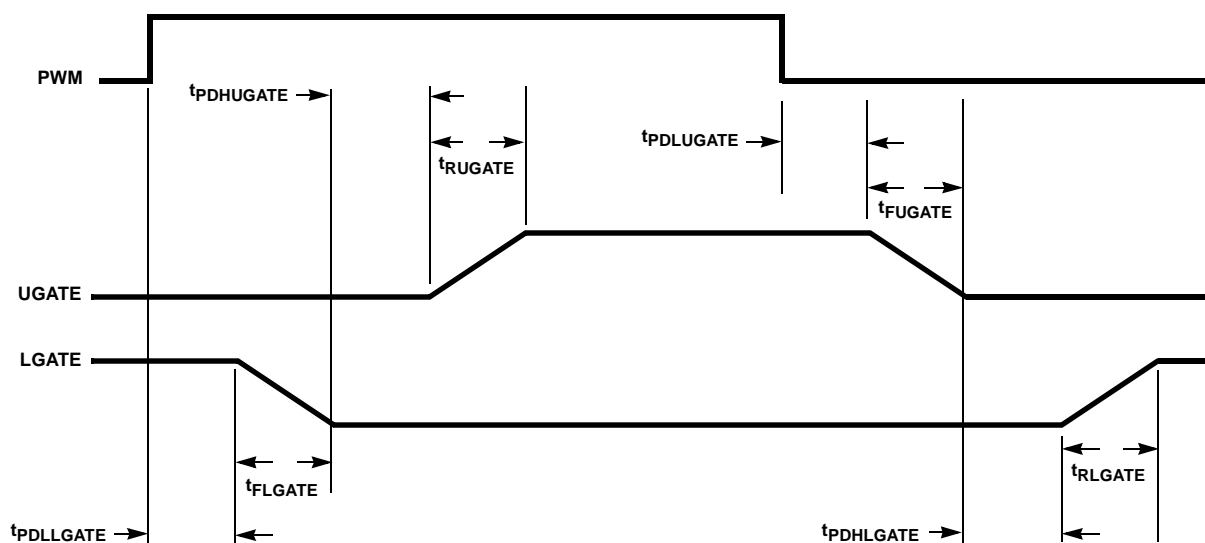 PWM
tPDHUGATE
tRUGATE
tPDLUGATE
tFUGATE
UGATE
LGATE
tFLGATE
tRLGATE
tPDLLGATE
tPDHLGATE